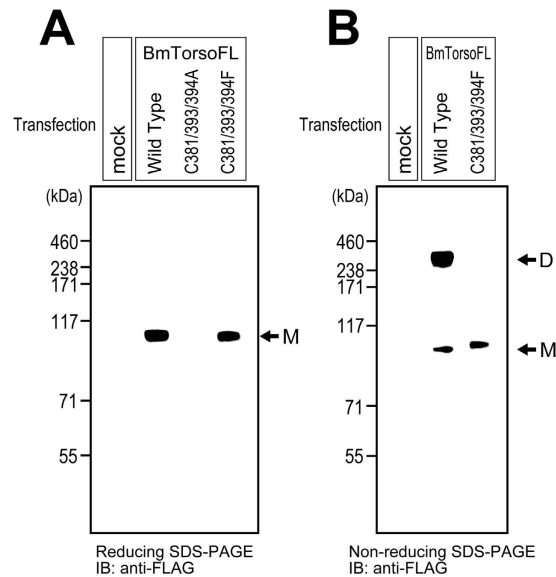 A
Transfection
mock
BmTorsoFL
Wild Type
C381/393/394A
C381/393/394F
(kDa)
460
238
171
117
71
55
M
Reducing SDS-PAGE
IB: anti-FLAG
B
Transfection
mock
BmTorsoFL
Wild Type
C381/393/394F
(kDa)
460
238
171
117
71
55
D
M
Non-reducing SDS-PAGE
IB: anti-FLAG